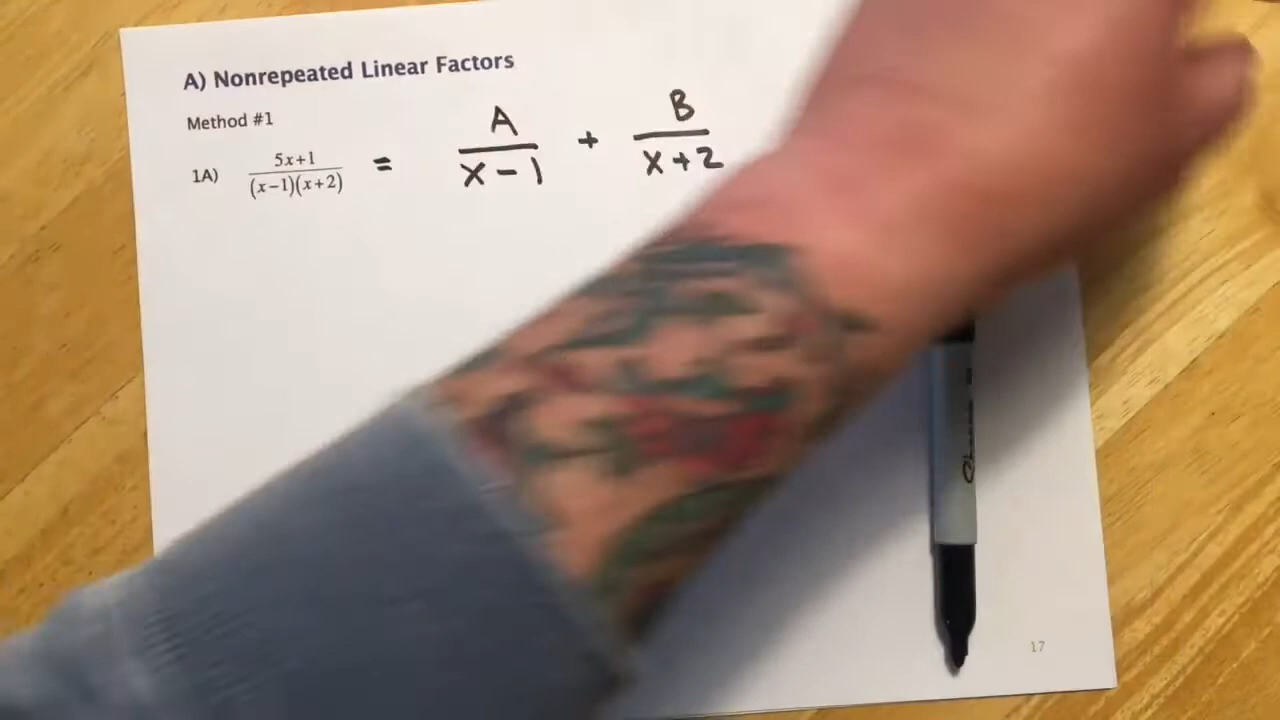 A) Nonrepeated Linear Factors
Method #1
1A) (5x+1)/((x−1)(x+2)) = A/(x−1) + B/(x+2)
17